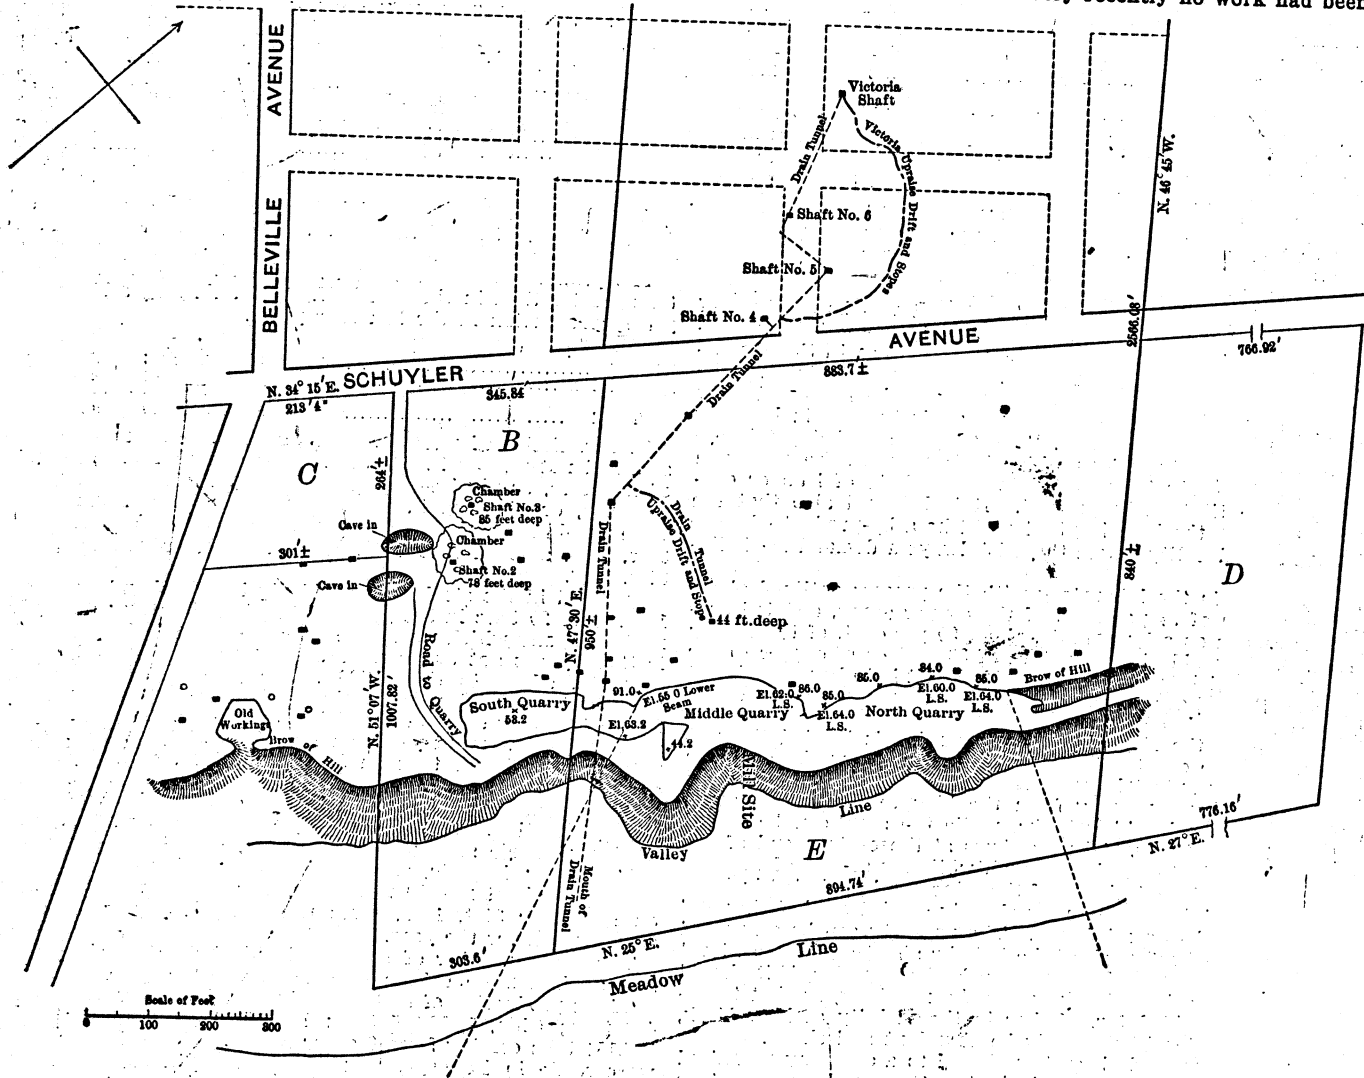 recently no work had been
AVENUE
BELLEVILLE
Victoria
Shaft
Drain Tunnel
Victoria Upraise Drift and Stopes
N. 46° 45' W.
Shaft No. 6
Shaft No. 5
Shaft No. 4
2566.08'
AVENUE
766.92'
N. 34° 15' E. SCHUYLER
213' 4"
345.84'
883.7'±
Drain Tunnel
B
C
264'±
Chamber
Shaft No.3
85 feet deep
Cave in
Chamber
301'±
Shaft No.2
78 feet deep
Cave in
Drain Tunnel
Drain Tunnel
Upraise Drift and Stope
840'±
D
44 ft. deep
N. 47° 30' E.
950'±
Road to Quarry
N. 51° 07' W.
1007.82'
84.0
Brow of Hill
91.0
El.55 0 Lower
Seam
El.62.0
L.S.
86.0
85.0
85.0
El.60.0
L.S.
85.0
El.64.0
L.S.
South Quarry
53.2
Middle Quarry
El.64.0
L.S.
North Quarry
Old
Workings
El.63.2
44.2
Brow of Hill
Mill Site
Line
Valley
E
776.16'
N. 27° E.
Mouth of
Drain Tunnel
894.74'
303.6'
N. 25° E.
Line
Meadow
Scale of Feet
0 100 200 300